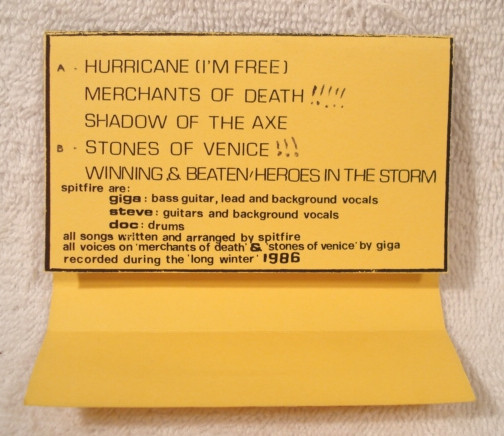 A - HURRICANE (I'M FREE)
MERCHANTS OF DEATH !!!!!
SHADOW OF THE AXE
B - STONES OF VENICE !!!
WINNING & BEATEN/HEROES IN THE STORM
spitfire are:
giga: bass guitar, lead and background vocals
steve: guitars and background vocals
doc: drums
all songs written and arranged by spitfire
all voices on 'merchants of death' & 'stones of venice' by giga
recorded during the 'long winter' 1986